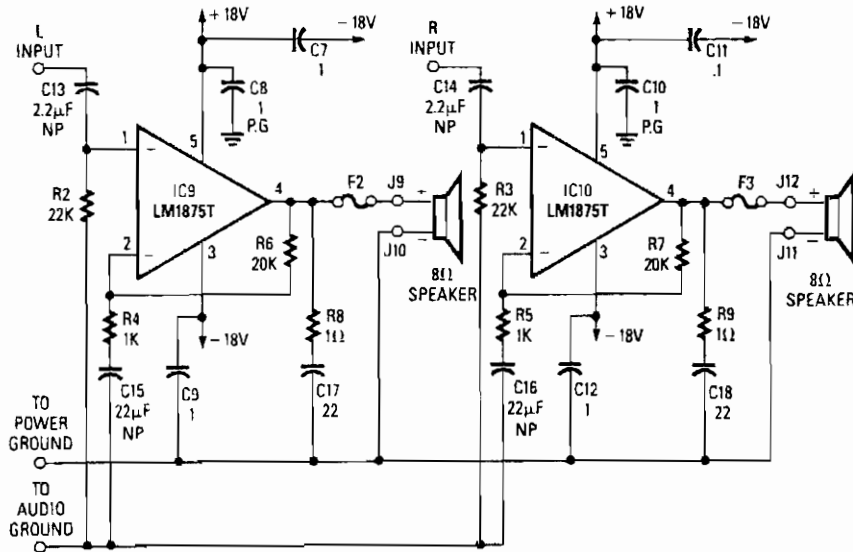 L
INPUT
C13
2.2µF
NP
+18V
-18V
C7
1
C8
1
P.G
1
-
5
IC9
LM1875T
4
2
-
3
R2
22K
R6
20K
F2
J9
+
J10
-
8Ω
SPEAKER
R4
1K
-18V
R8
1Ω
C15
22µF
NP
C9
1
C17
22
R
INPUT
C14
2.2µF
NP
+18V
-18V
C11
.1
C10
1
P.G
1
-
5
IC10
LM1875T
4
2
-
3
R3
22K
R7
20K
F3
J12
+
J11
-
8Ω
SPEAKER
R5
1K
-18V
R9
1Ω
C16
22µF
NP
C12
1
C18
22
TO
POWER
GROUND
TO
AUDIO
GROUND